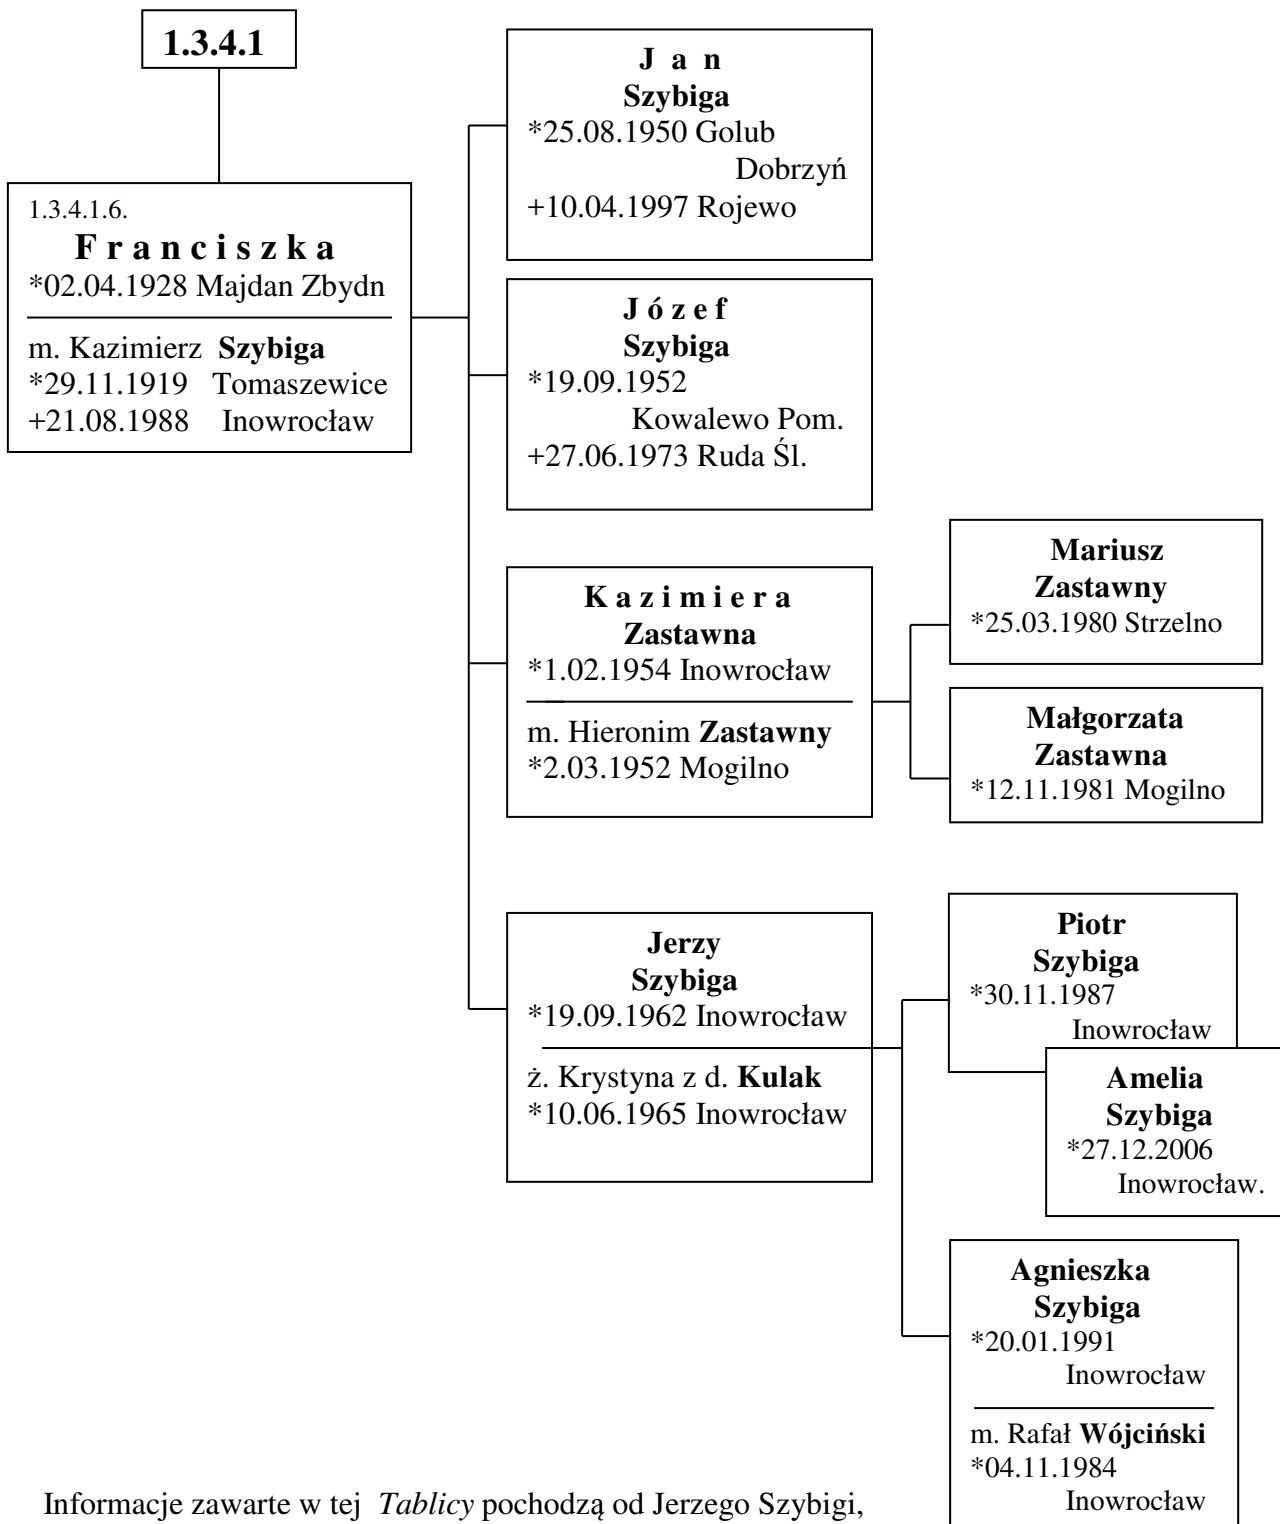 1.3.4.1
1.3.4.1.6.
F r a n c i s z k a
*02.04.1928 Majdan Zbydn
m. Kazimierz Szybiga
*29.11.1919 Tomaszewice
+21.08.1988 Inowrocław
J a n
Szybiga
*25.08.1950 Golub
Dobrzyń
+10.04.1997 Rojewo
J ó z e f
Szybiga
*19.09.1952
Kowalewo Pom.
+27.06.1973 Ruda Śl.
K a z i m i e r a
Zastawna
*1.02.1954 Inowrocław
m. Hieronim Zastawny
*2.03.1952 Mogilno
Mariusz
Zastawny
*25.03.1980 Strzelno
Małgorzata
Zastawna
*12.11.1981 Mogilno
Jerzy
Szybiga
*19.09.1962 Inowrocław
ż. Krystyna z d. Kulak
*10.06.1965 Inowrocław
Piotr
Szybiga
*30.11.1987
Inowrocław
Amelia
Szybiga
*27.12.2006
Inowrocław.
Agnieszka
Szybiga
*20.01.1991
Inowrocław
m. Rafał Wójciński
*04.11.1984
Inowrocław
Informacje zawarte w tej Tablicy pochodzą od Jerzego Szybigi,